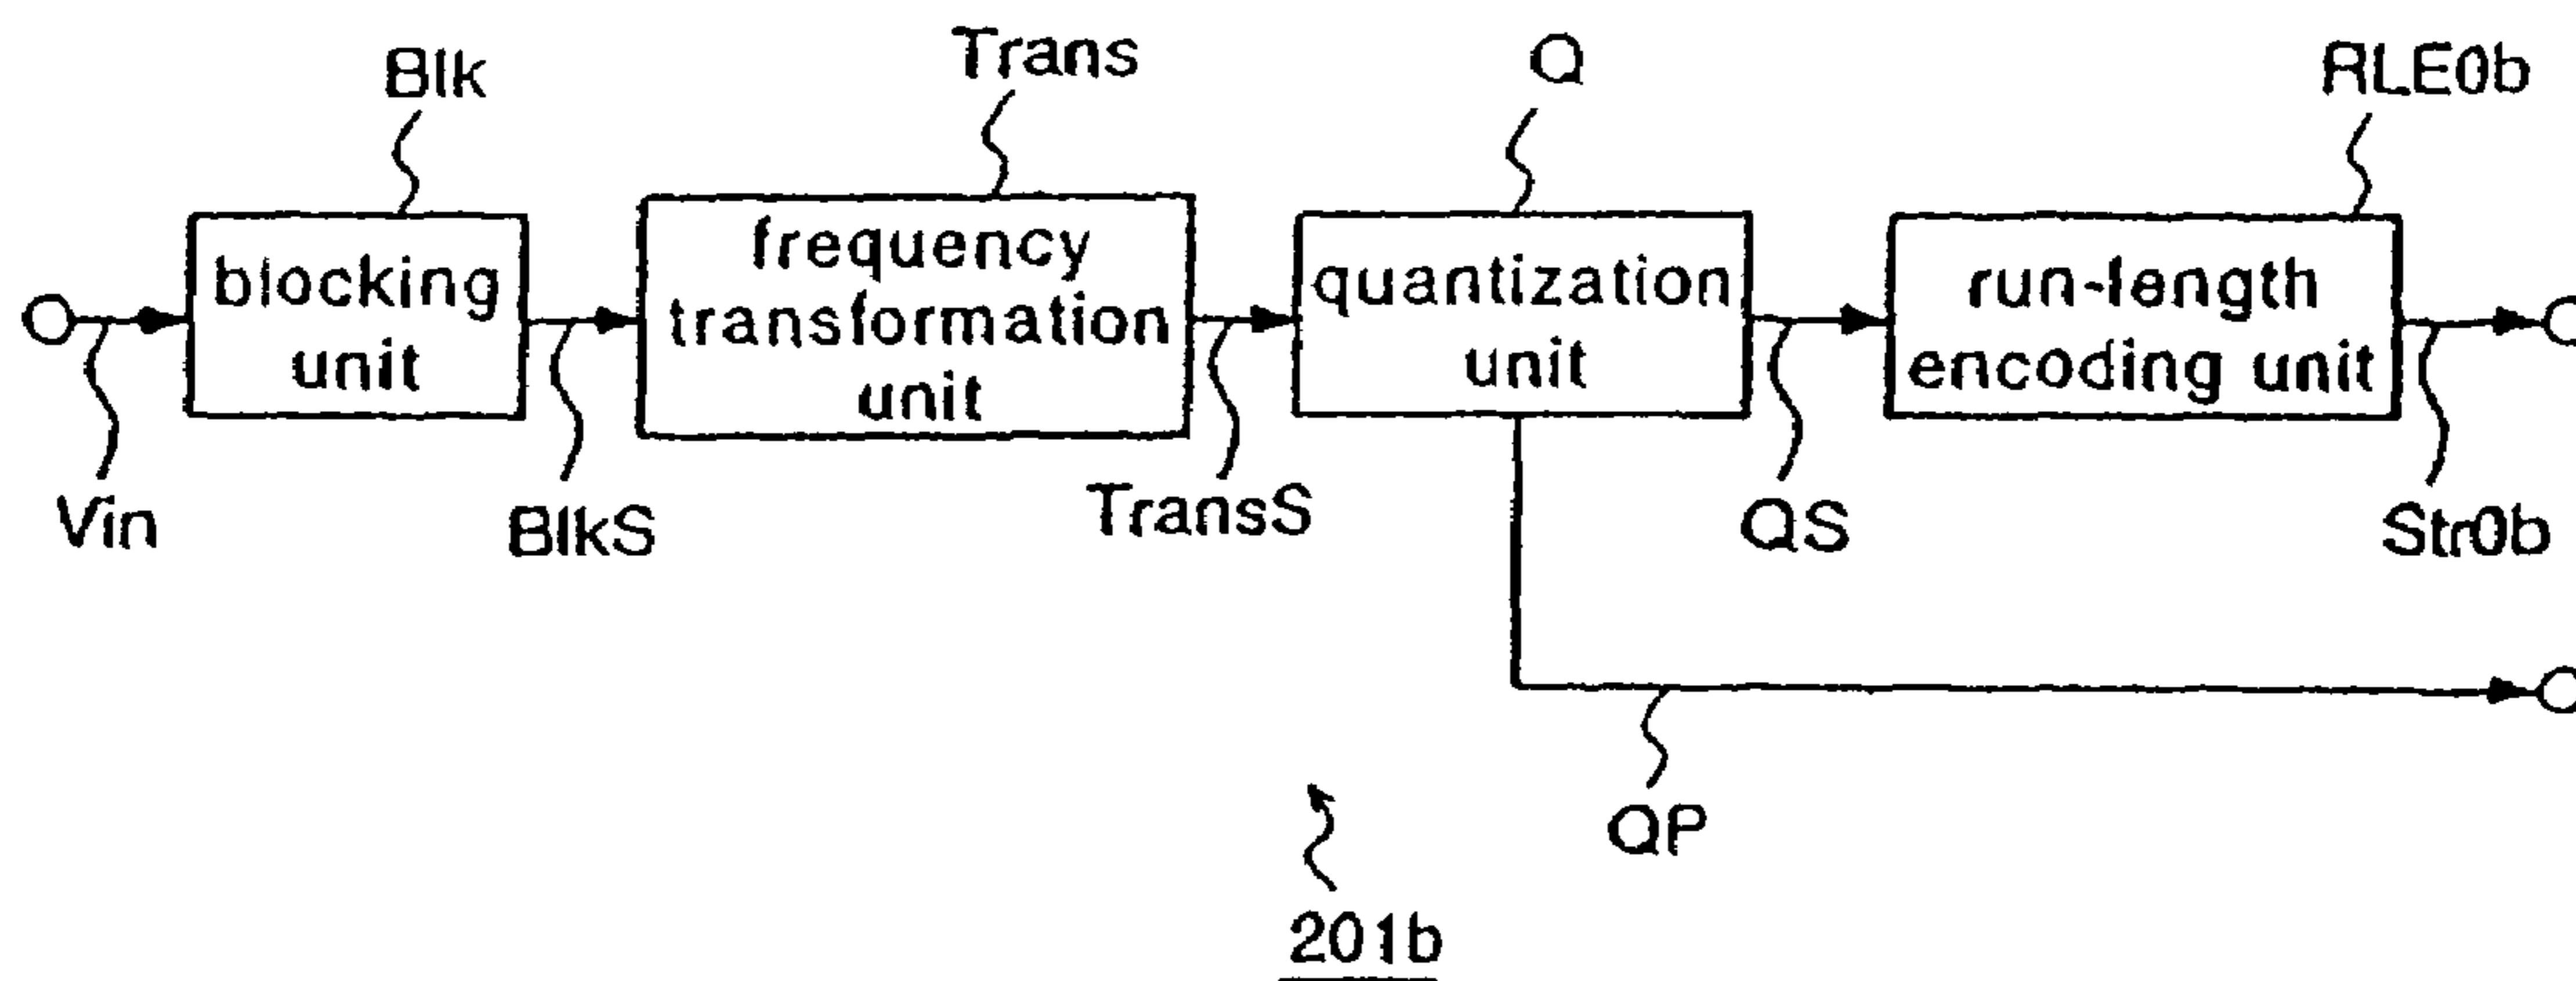 Blk
Trans
Q
RLE0b
blocking
unit
frequency
transformation
unit
quantization
unit
run-length
encoding unit
Vin
BlkS
TransS
QS
Str0b
QP
201b